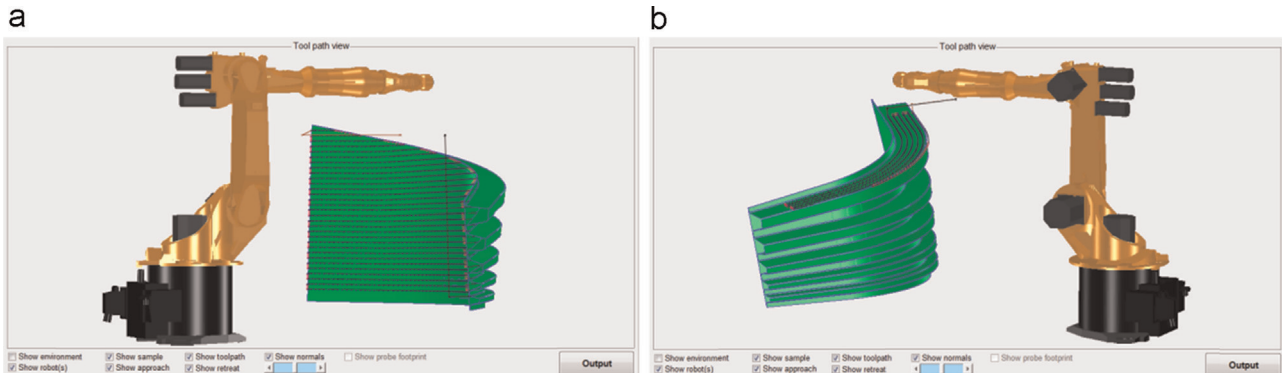 a
b
Tool path view
Tool path view
Show environment Show sample Show toolpath Show normals Show probe footprint
Show robot(s) Show approach Show retreat
Output
Show environment Show sample Show toolpath Show normals Show probe footprint
Show robot(s) Show approach Show retreat
Output